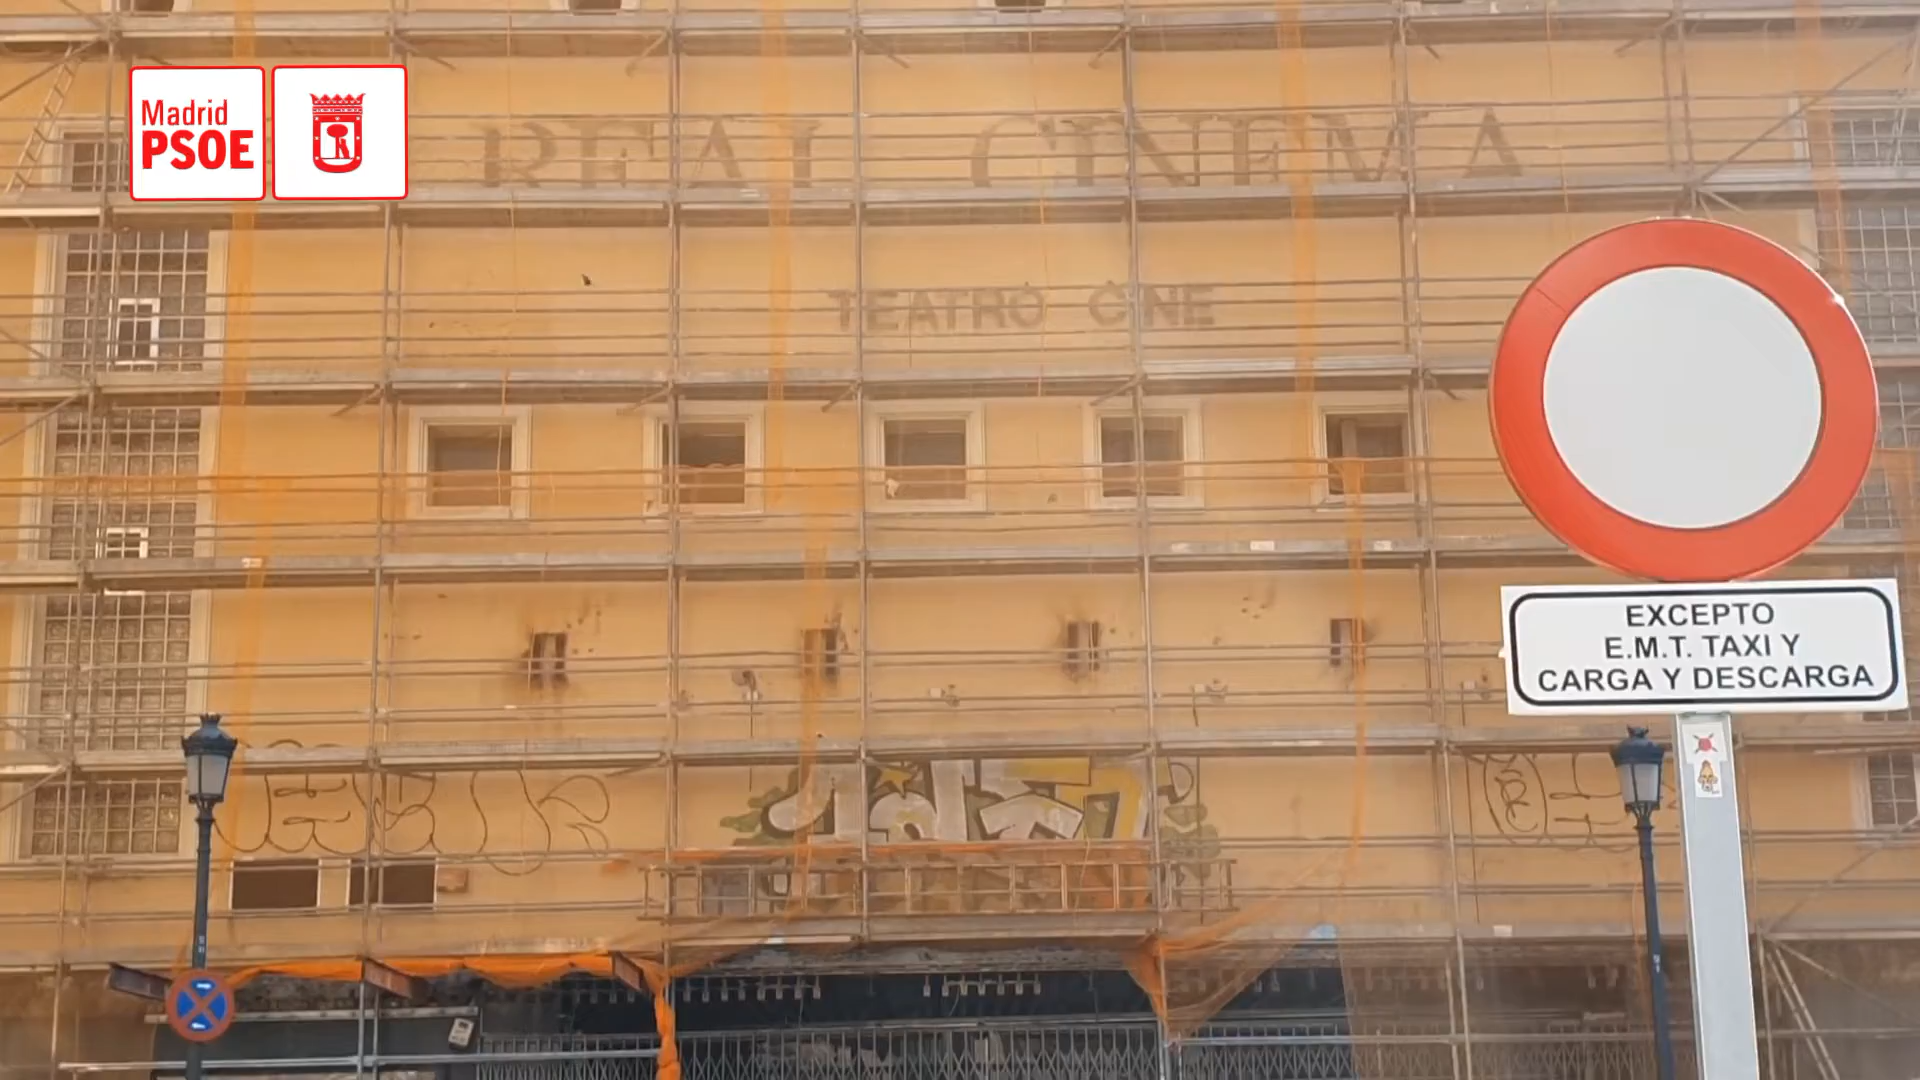 Madrid
PSOE
REAL CINEMA
TEATRO CINE
EXCEPTO
E.M.T. TAXI Y
CARGA Y DESCARGA